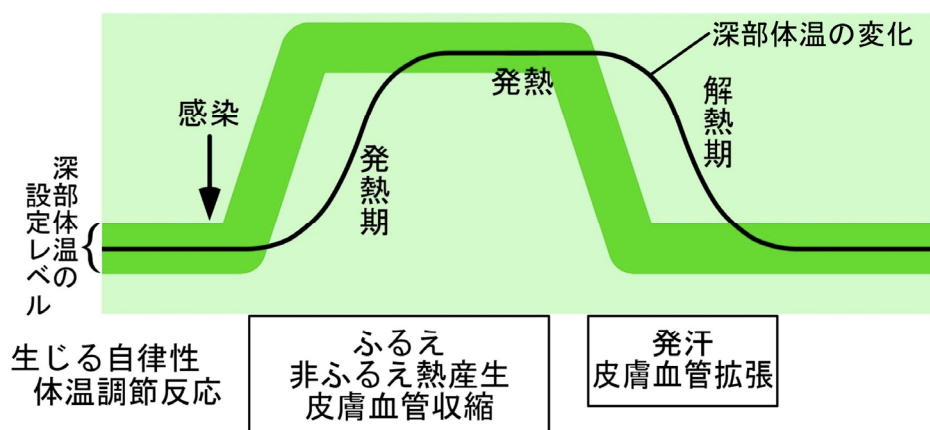 深部体温の変化
発熱
感染
解熱期
発熱期
深部体温の
設定レベル
{
生じる自律性
体温調節反応
ふるえ
非ふるえ熱産生
皮膚血管収縮
発汗
皮膚血管拡張